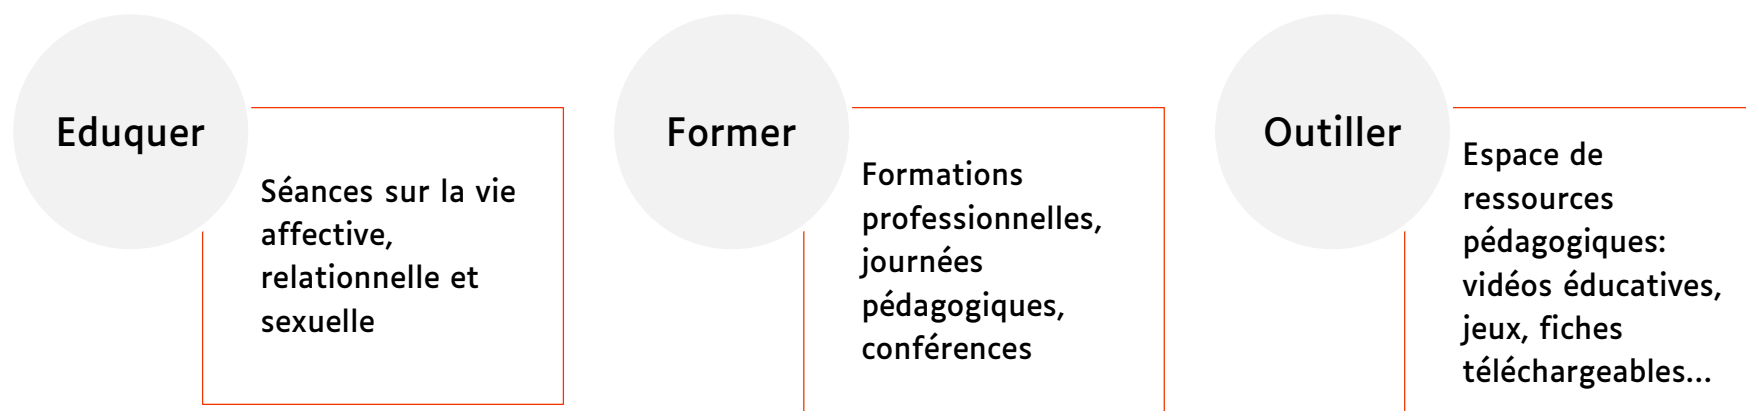 Eduquer
Séances sur la vie
affective,
relationnelle et
sexuelle
Former
Formations
professionnelles,
journées
pédagogiques,
conférences
Outiller
Espace de
ressources
pédagogiques:
vidéos éducatives,
jeux, fiches
téléchargeables...